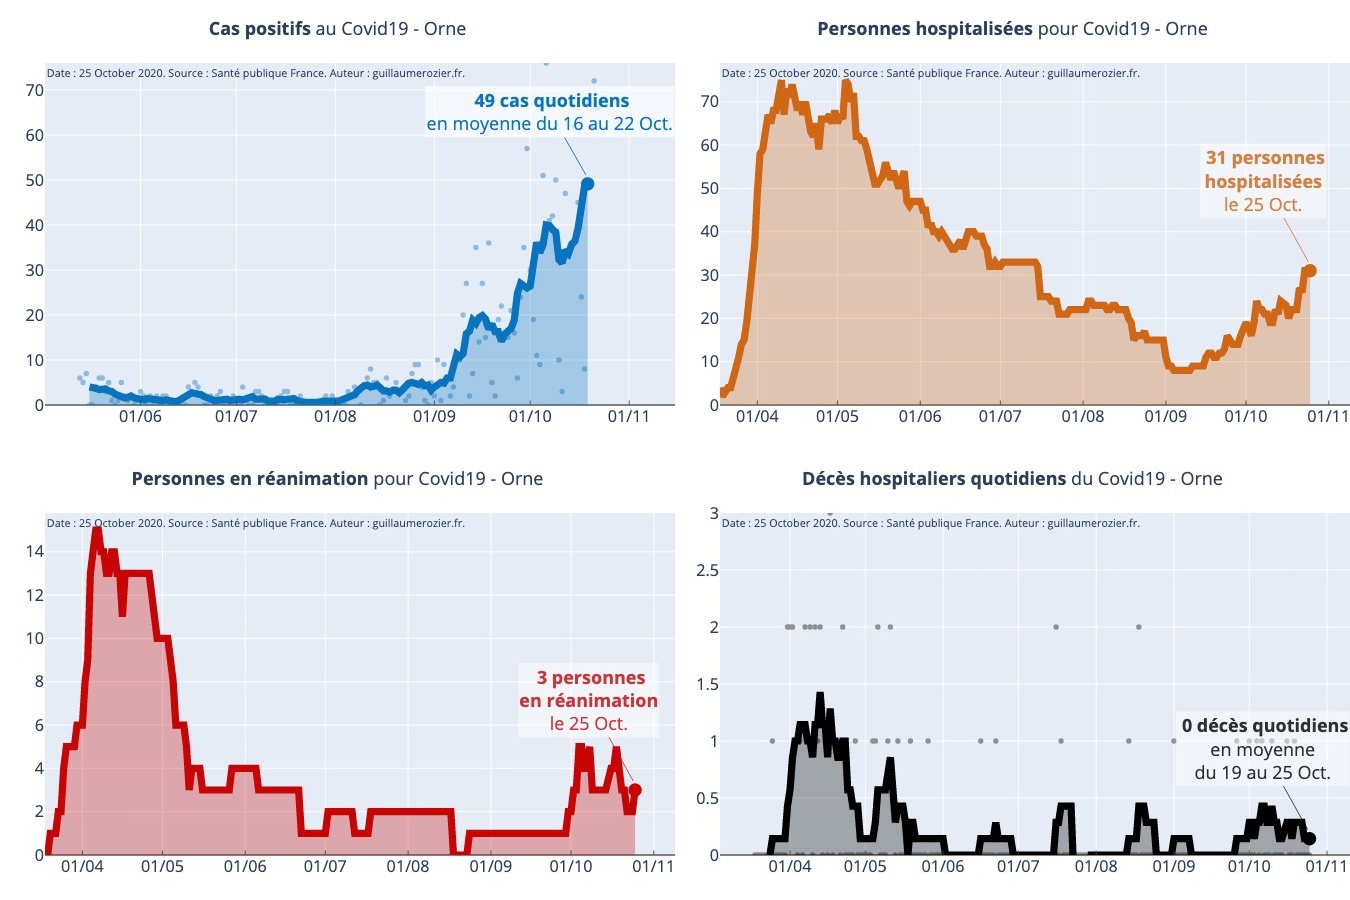 Cas positifs au Covid19 - Orne
Date : 25 October 2020. Source : Santé publique France. Auteur : guillaumerozier.fr.
49 cas quotidiens
en moyenne du 16 au 22 Oct.
70
60
50
40
30
20
10
0
01/06 01/07 01/08 01/09 01/10 01/11
Personnes hospitalisées pour Covid19 - Orne
Date : 25 October 2020. Source : Santé publique France. Auteur : guillaumerozier.fr.
31 personnes
hospitalisées
le 25 Oct.
70
60
50
40
30
20
10
0
01/04 01/05 01/06 01/07 01/08 01/09 01/10 01/11
Personnes en réanimation pour Covid19 - Orne
Date : 25 October 2020. Source : Santé publique France. Auteur : guillaumerozier.fr.
3 personnes
en réanimation
le 25 Oct.
14
12
10
8
6
4
2
0
01/04 01/05 01/06 01/07 01/08 01/09 01/10 01/11
Décès hospitaliers quotidiens du Covid19 - Orne
Date : 25 October 2020. Source : Santé publique France. Auteur : guillaumerozier.fr.
0 décès quotidiens
en moyenne
du 19 au 25 Oct.
3
2.5
2
1.5
1
0.5
0
01/04 01/05 01/06 01/07 01/08 01/09 01/10 01/11